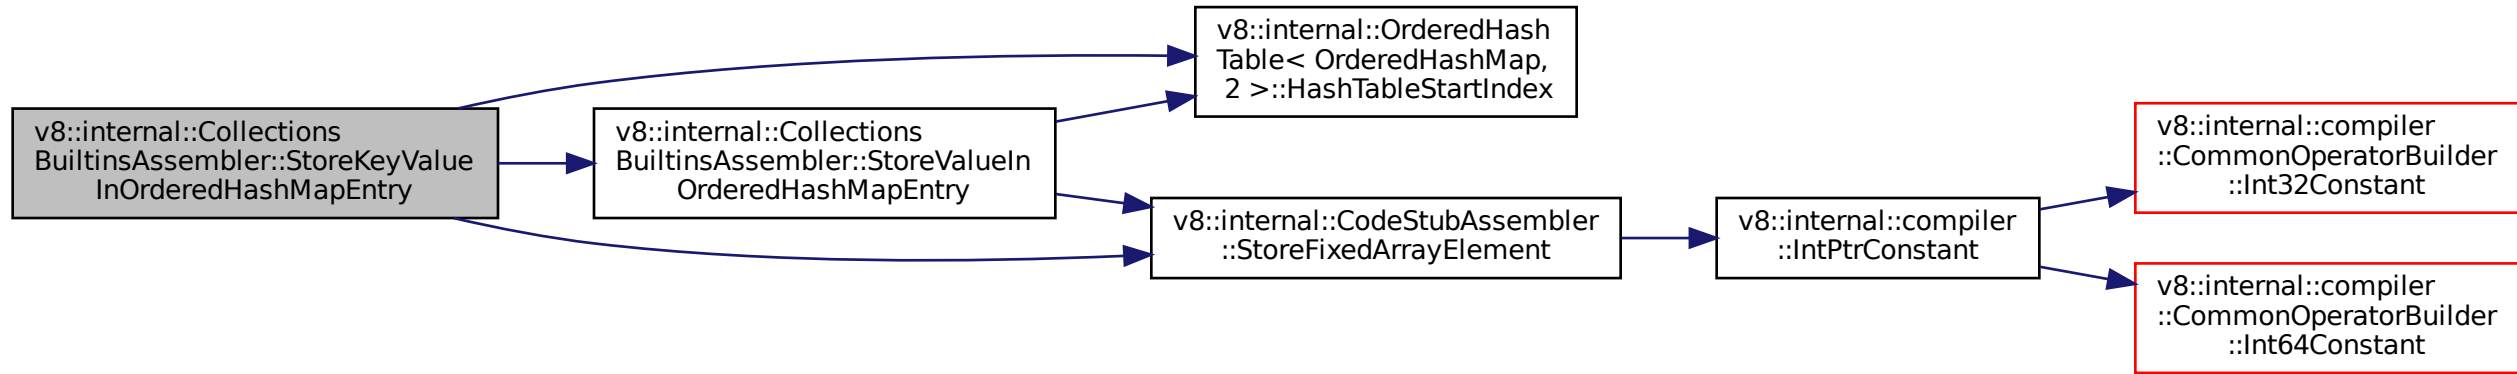 v8::internal::Collections
BuiltinsAssembler::StoreKeyValue
InOrderedHashMapEntry
v8::internal::Collections
BuiltinsAssembler::StoreValueIn
OrderedHashMapEntry
v8::internal::OrderedHash
Table< OrderedHashMap,
2 >::HashTableStartIndex
v8::internal::CodeStubAssembler
::StoreFixedArrayElement
v8::internal::compiler
::IntPtrConstant
v8::internal::compiler
::CommonOperatorBuilder
::Int32Constant
v8::internal::compiler
::CommonOperatorBuilder
::Int64Constant